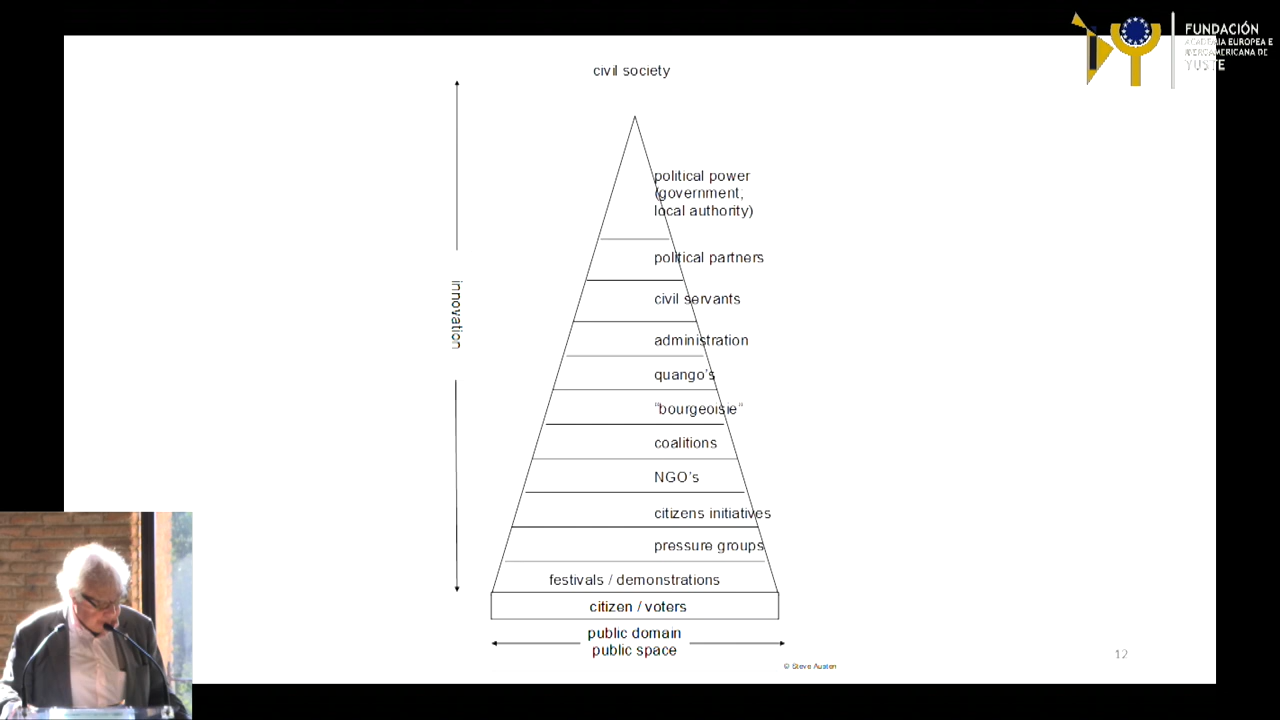 FUNDACIÓN
ACADEMIA EUROPEA E
IBEROAMERICANA DE
YUSTE
civil society
political power
(government;
local authority)
political partners
innovation
civil servants
administration
quango's
"bourgeoisie"
coalitions
NGO's
citizens initiatives
pressure groups
festivals / demonstrations
citizen / voters
public domain
public space
© Steve Austen
12